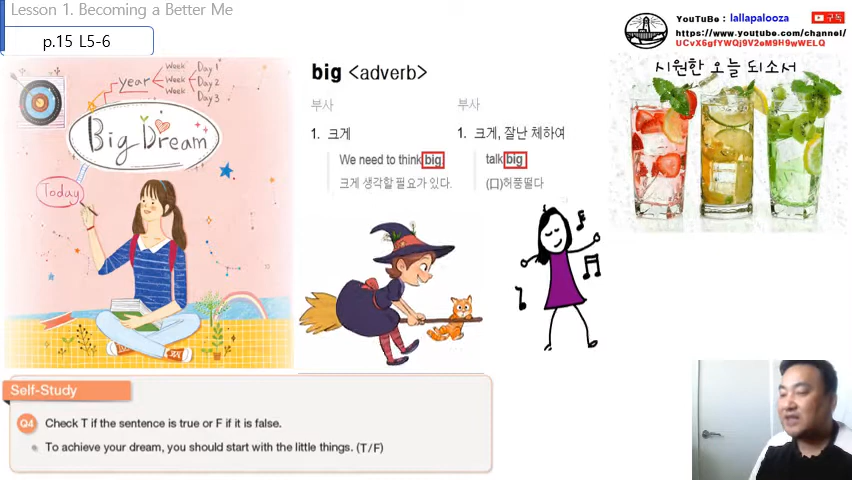 Lesson 1. Becoming a Better Me
p.15 L5-6
YouTuBe : lallapalooza
구독
https://www.youtube.com/channel/
UCvX6gfYWQj9V2eM9H9wWELQ
시원한 오늘 되소서
year
Week
Week
Week
Day 1
Day 2
Day 3
Big Dream
Today
big <adverb>
부사
1. 크게
We need to think big
크게 생각할 필요가 있다.
부사
1. 크게, 잘난 체하여
talk big
(口)허풍떨다
Self-Study
Q4 Check T if the sentence is true or F if it is false.
To achieve your dream, you should start with the little things. (T/F)